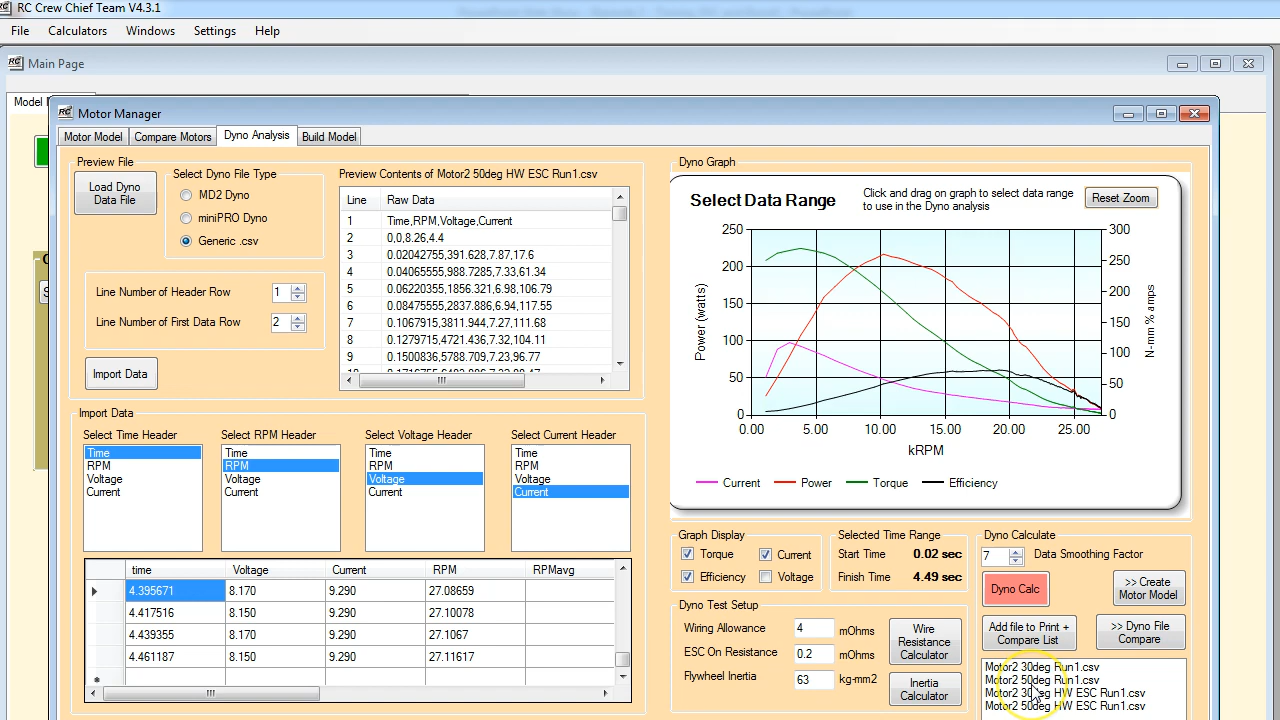 RC Crew Chief Team V4.3.1
File Calculators Windows Settings Help
RC Main Page
RC Motor Manager
Motor Model Compare Motors Dyno Analysis Build Model
Preview File
Load Dyno
Data File
Select Dyno File Type
MD2 Dyno
miniPRO Dyno
Generic .csv
Line Number of Header Row 1
Line Number of First Data Row 2
Import Data
Preview Contents of Motor2 50deg HW ESC Run1.csv
Line Raw Data
1 Time,RPM,Voltage,Current
2 0,0,8.26,4.4
3 0.02042755,391.628,7.87,17.6
4 0.04065555,988.7285,7.33,61.34
5 0.06220355,1856.321,6.98,106.79
6 0.08475555,2837.886,6.94,117.55
7 0.1067915,3811.944,7.27,111.68
8 0.1279715,4721.436,7.32,104.11
9 0.1500836,5788.709,7.23,96.77
Import Data
Select Time Header
Time
RPM
Voltage
Current
Select RPM Header
Time
RPM
Voltage
Current
Select Voltage Header
Time
RPM
Voltage
Current
Select Current Header
Time
RPM
Voltage
Current
time Voltage Current RPM RPMavg
4.395671 8.170 9.290 27.08659
4.417516 8.150 9.290 27.10078
4.439355 8.170 9.290 27.1067
4.461187 8.150 9.290 27.11617
Dyno Graph
Select Data Range
Click and drag on graph to select data range
to use in the Dyno analysis
Reset Zoom
250 300
200 250
150 200
100 150
50 100
0 50
0
Power (watts)
N-mm % amps
0.00 5.00 10.00 15.00 20.00 25.00
kRPM
Current Power Torque Efficiency
Graph Display
Torque Current
Efficiency Voltage
Selected Time Range
Start Time 0.02 sec
Finish Time 4.49 sec
Dyno Calculate
7 Data Smoothing Factor
Dyno Calc
>> Create
Motor Model
Add file to Print +
Compare List
>> Dyno File
Compare
Dyno Test Setup
Wiring Allowance 4 mOhms
ESC On Resistance 0.2 mOhms
Flywheel Inertia 63 kg-mm2
Wire
Resistance
Calculator
Inertia
Calculator
Motor2 30deg Run1.csv
Motor2 50deg Run1.csv
Motor2 30deg HW ESC Run1.csv
Motor2 50deg HW ESC Run1.csv